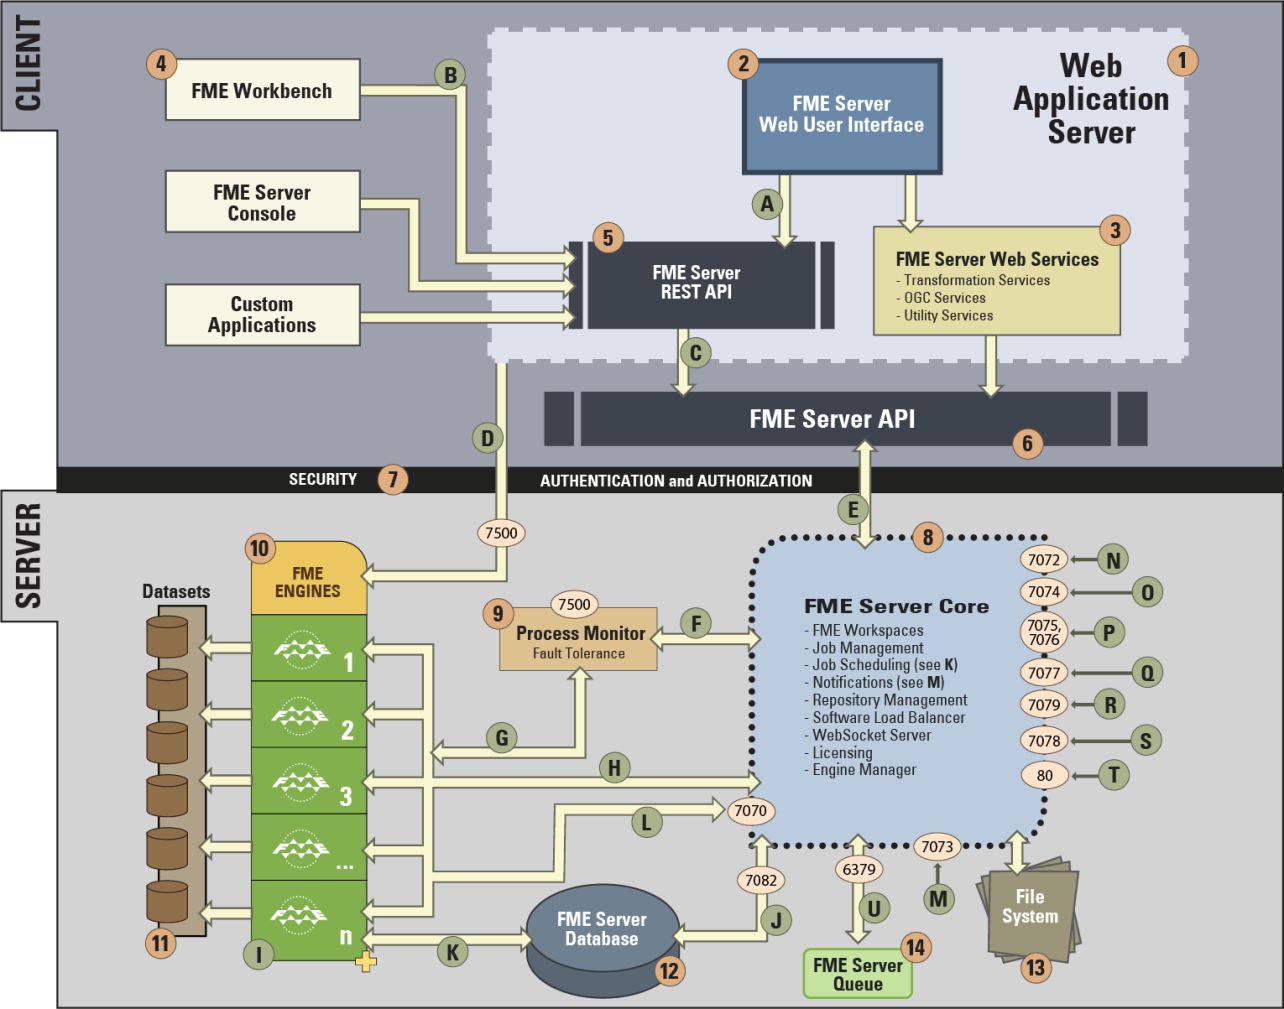 CLIENT
4
FME Workbench
B
FME Server
Console
Custom
Applications
1
Web
Application
Server
2
FME Server
Web User Interface
A
5
FME Server
REST API
3
FME Server Web Services
- Transformation Services
- OGC Services
- Utility Services
C
FME Server API
6
D
SECURITY
7
AUTHENTICATION and AUTHORIZATION
SERVER
E
7500
10
FME
ENGINES
Datasets
1
2
3
...
n
I
11
9
7500
Process Monitor
Fault Tolerance
F
G
H
L
K
8
FME Server Core
- FME Workspaces
- Job Management
- Job Scheduling (see K)
- Notifications (see M)
- Repository Management
- Software Load Balancer
- WebSocket Server
- Licensing
- Engine Manager
7072
N
7074
O
7075,
7076
P
7077
Q
7079
R
7078
S
80
T
7070
7082
J
6379
U
7073
M
FME Server
Database
12
FME Server
Queue
14
File
System
13